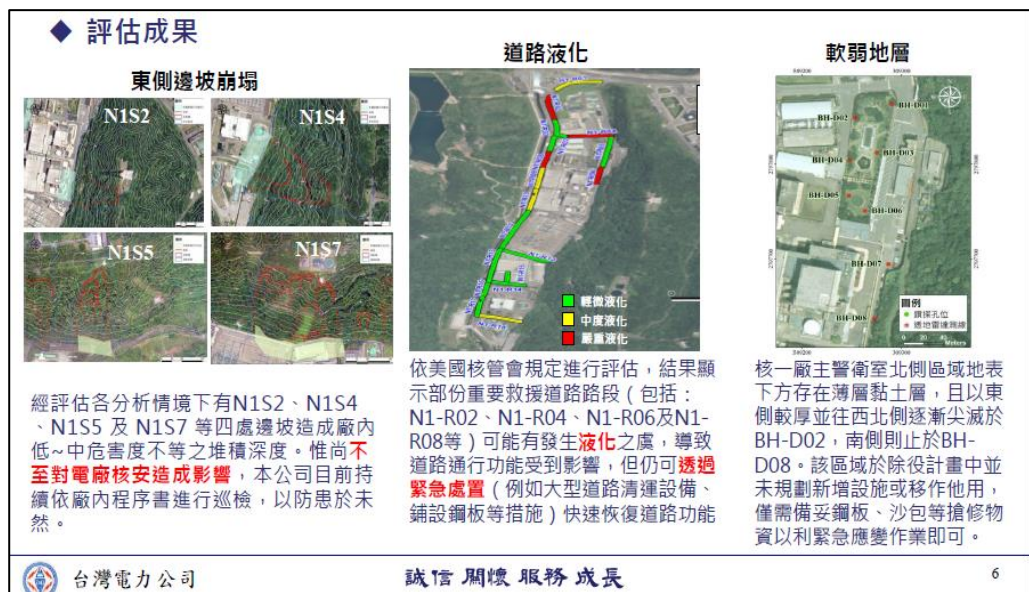 ◆ 評估成果
東側邊坡崩塌
N1S2
N1S4
N1S5
N1S7
經評估各分析情境下有N1S2、N1S4
、N1S5 及 N1S7 等四處邊坡造成廠內
低~中危害度不等之堆積深度。惟尚不
至對電廠核安造成影響，本公司目前持
續依廠內程序書進行巡檢，以防患於未
然。
道路液化
輕微液化
中度液化
嚴重液化
依美國核管會規定進行評估，結果顯
示部份重要救援道路路段（包括：
N1-R02、N1-R04、N1-R06及N1-
R08等）可能有發生液化之虞，導致
道路通行功能受到影響，但仍可透過
緊急處置（例如大型道路清運設備、
鋪設鋼板等措施）快速恢復道路功能
軟弱地層
BH-D01
BH-D02
BH-D03
BH-D04
BH-D05
BH-D06
BH-D07
BH-D08
圖例
鑽探孔位
透地雷達測線
Meters
核一廠主警衛室北側區域地表
下方存在薄層黏土層，且以東
側較厚並往西北側逐漸尖滅於
BH-D02，南側則止於BH-
D08。該區域於除役計畫中並
未規劃新增設施或移作他用，
僅需備妥鋼板、沙包等搶修物
資以利緊急應變作業即可。
台灣電力公司
誠信 關懷 服務 成長
6